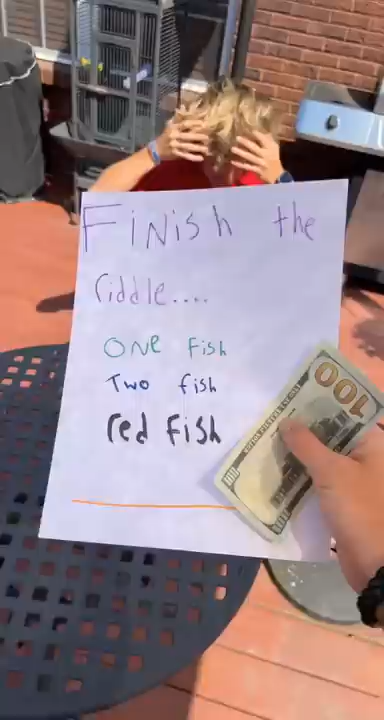 Finish the
riddle....
one fish
Two fish
red fish
100